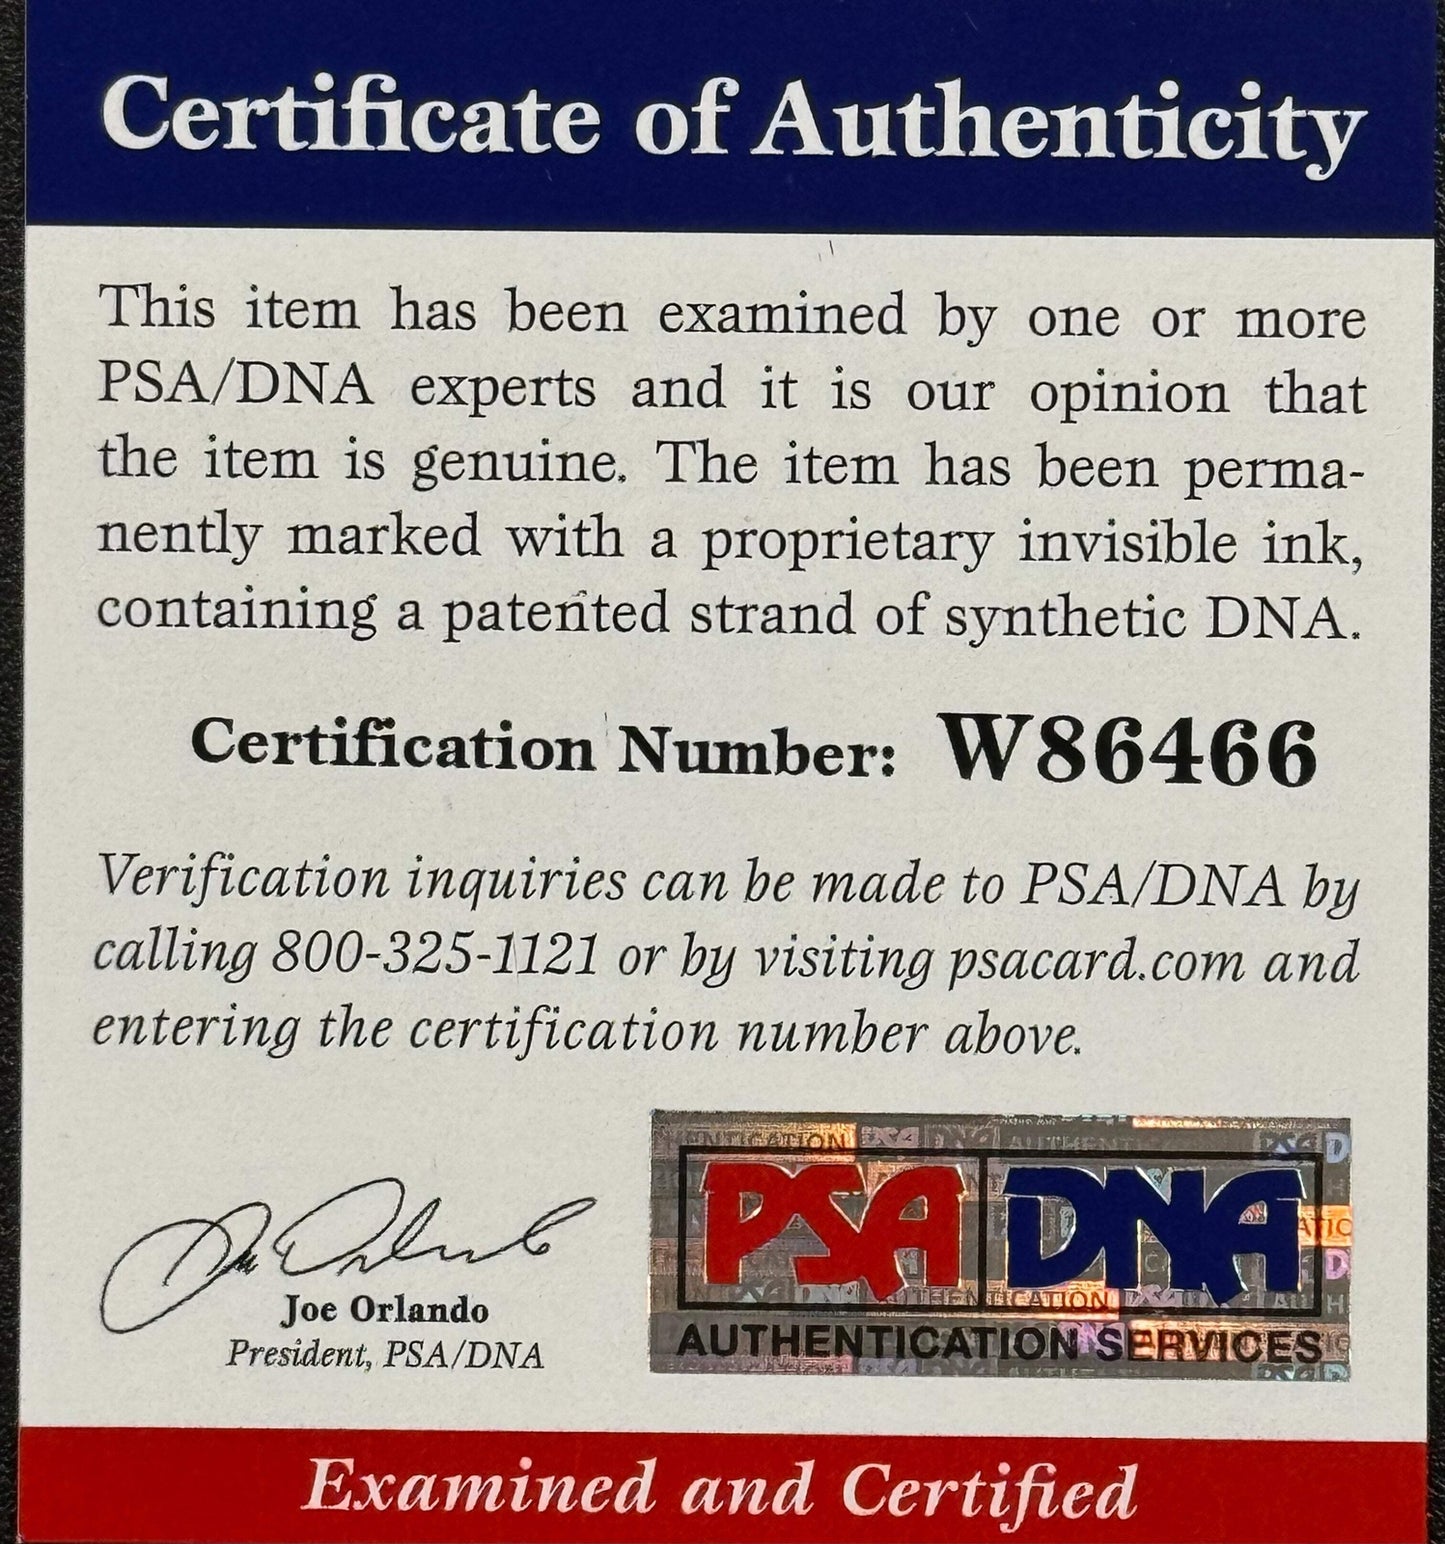 Certificate of Authenticity
This item has been examined by one or more
PSA/DNA experts and it is our opinion that
the item is genuine. The item has been perma-
nently marked with a proprietary invisible ink,
containing a patented strand of synthetic DNA.
Certification Number: W86466
Verification inquiries can be made to PSA/DNA by
calling 800-325-1121 or by visiting psacard.com and
entering the certification number above.
Joe Orlando
Joe Orlando
President, PSA/DNA
PSA DNA
AUTHENTICATION SERVICES
Examined and Certified